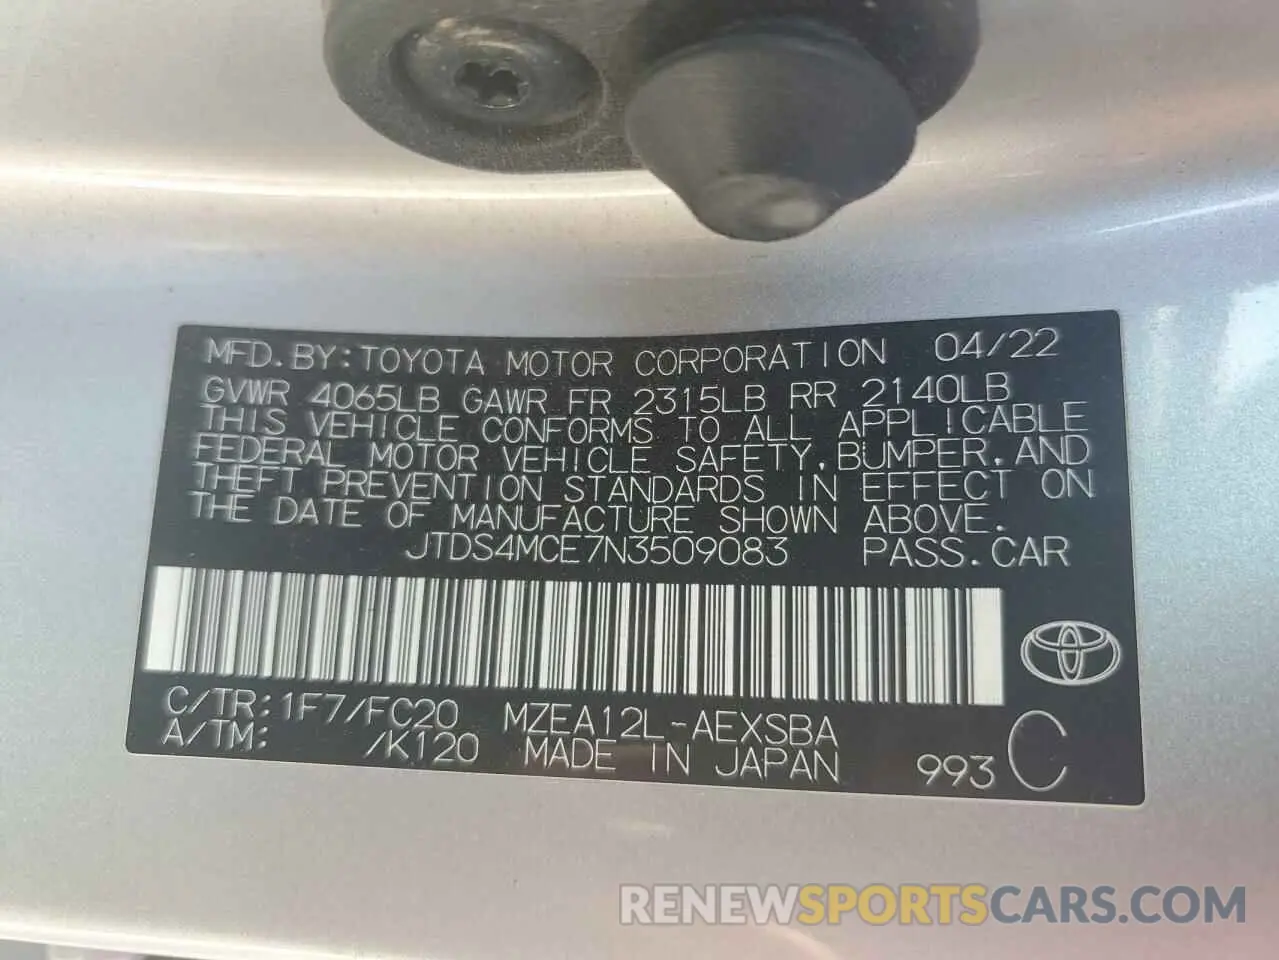 MFD.BY:TOYOTA MOTOR CORPORATION 04/22
GVWR 4065LB GAWR FR 2315LB RR 2140LB
THIS VEHICLE CONFORMS TO ALL APPLICABLE
FEDERAL MOTOR VEHICLE SAFETY,BUMPER,AND
THEFT PREVENTION STANDARDS IN EFFECT ON
THE DATE OF MANUFACTURE SHOWN ABOVE.
JTDS4MCE7N3509083 PASS.CAR
C/TR:1F7/FC20 MZEA12L-AEXSBA
A/TM: /K120 MADE IN JAPAN 993 C
RENEWSPORTSCARS.COM